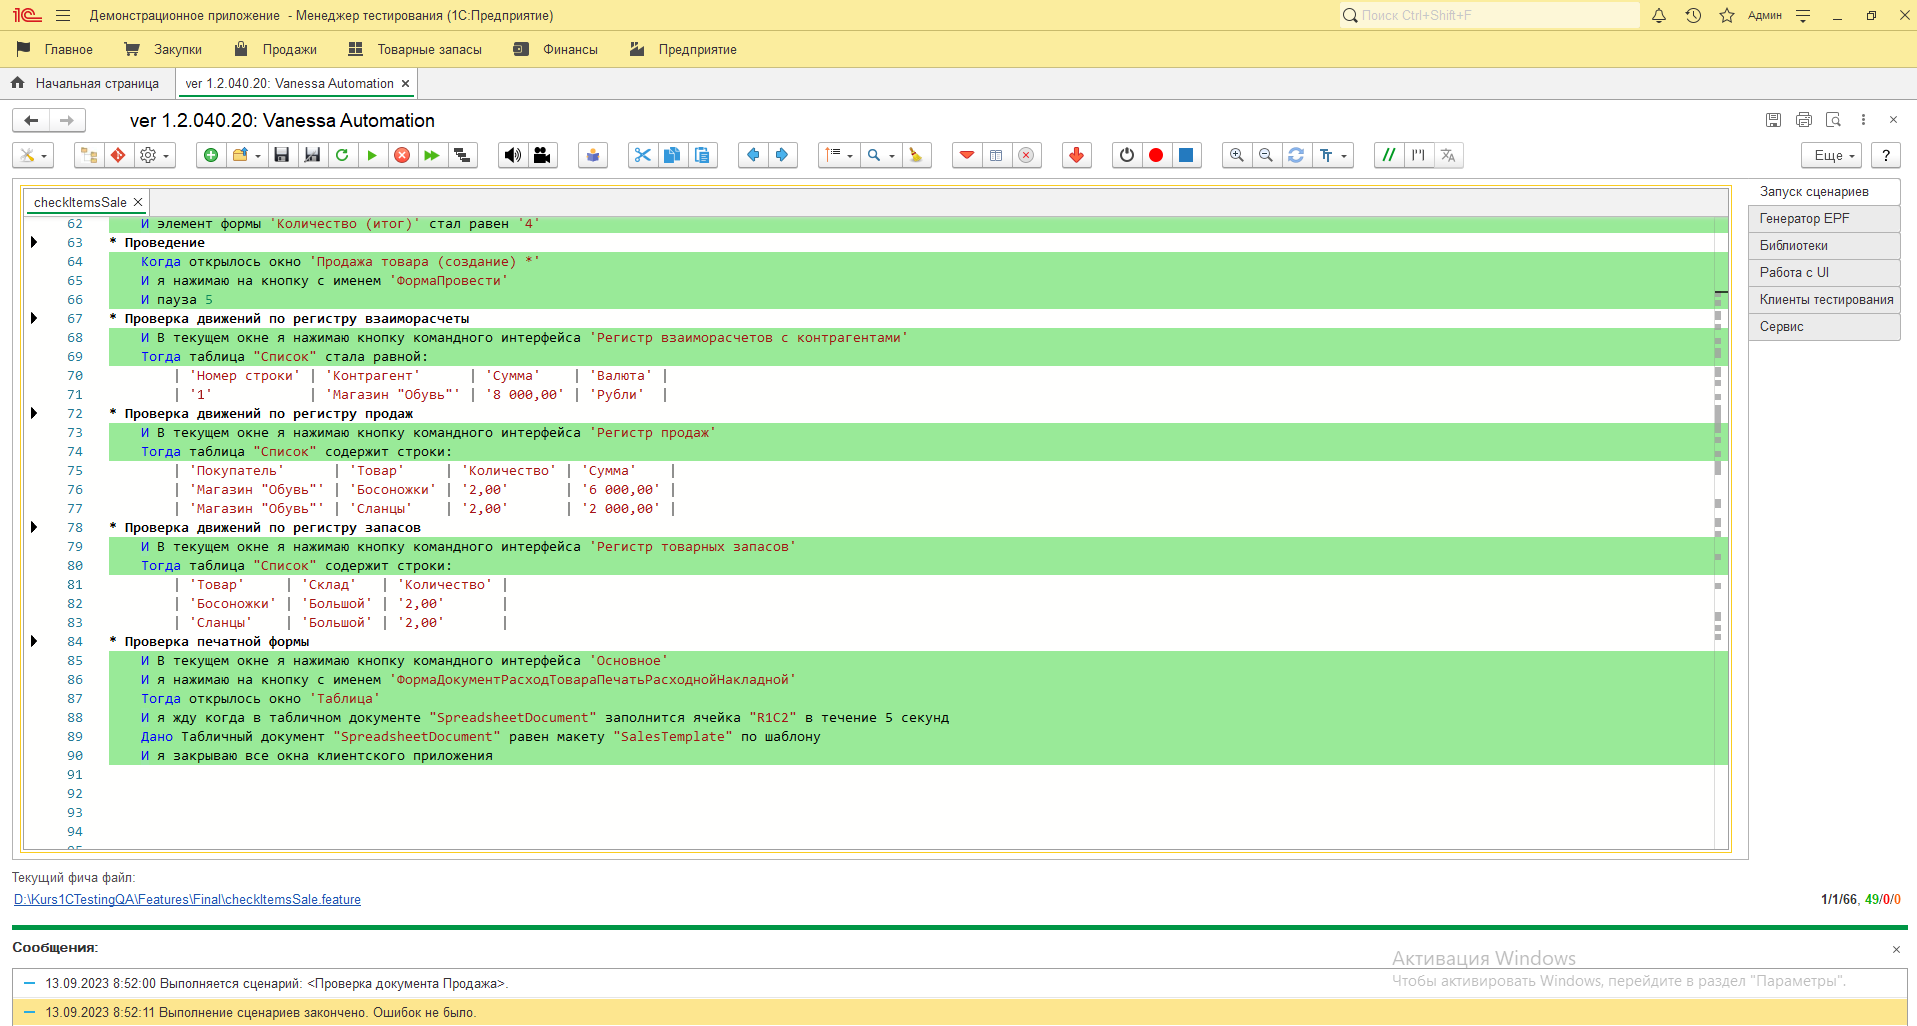 1C Демонстрационное приложение - Менеджер тестирования (1С:Предприятие) Поиск Ctrl+Shift+F Админ
Главное Закупки Продажи Товарные запасы Финансы Предприятие
Начальная страница ver 1.2.040.20: Vanessa Automation
ver 1.2.040.20: Vanessa Automation
Еще ?
checkItemsSale
Запуск сценариев
Генератор EPF
Библиотеки
Работа с UI
Клиенты тестирования
Сервис
62 И элемент формы 'Количество (итог)' стал равен '4'
63 * Проведение
64 Когда открылось окно 'Продажа товара (создание) *'
65 И я нажимаю на кнопку с именем 'ФормаПровести'
66 И пауза 5
67 * Проверка движений по регистру взаиморасчеты
68 И В текущем окне я нажимаю кнопку командного интерфейса 'Регистр взаиморасчетов с контрагентами'
69 Тогда таблица "Список" стала равной:
70 | 'Номер строки' | 'Контрагент' | 'Сумма' | 'Валюта' |
71 | '1' | 'Магазин "Обувь"' | '8 000,00' | 'Рубли' |
72 * Проверка движений по регистру продаж
73 И В текущем окне я нажимаю кнопку командного интерфейса 'Регистр продаж'
74 Тогда таблица "Список" содержит строки:
75 | 'Покупатель' | 'Товар' | 'Количество' | 'Сумма' |
76 | 'Магазин "Обувь"' | 'Босоножки' | '2,00' | '6 000,00' |
77 | 'Магазин "Обувь"' | 'Сланцы' | '2,00' | '2 000,00' |
78 * Проверка движений по регистру запасов
79 И В текущем окне я нажимаю кнопку командного интерфейса 'Регистр товарных запасов'
80 Тогда таблица "Список" содержит строки:
81 | 'Товар' | 'Склад' | 'Количество' |
82 | 'Босоножки' | 'Большой' | '2,00' |
83 | 'Сланцы' | 'Большой' | '2,00' |
84 * Проверка печатной формы
85 И В текущем окне я нажимаю кнопку командного интерфейса 'Основное'
86 И я нажимаю на кнопку с именем 'ФормаДокументРасходТовараПечатьРасходнойНакладной'
87 Тогда открылось окно 'Таблица'
88 И я жду когда в табличном документе "SpreadsheetDocument" заполнится ячейка "R1C2" в течение 5 секунд
89 Дано Табличный документ "SpreadsheetDocument" равен макету "SalesTemplate" по шаблону
90 И я закрываю все окна клиентского приложения
91
92
93
94
95
Текущий фича файл:
D:\Kurs1CTestingQA\Features\Final\checkItemsSale.feature 1/1/66, 49/0/0
Сообщения:
Активация Windows
Чтобы активировать Windows, перейдите в раздел "Параметры".
13.09.2023 8:52:00 Выполняется сценарий: <Проверка документа Продажа>.
13.09.2023 8:52:11 Выполнение сценариев закончено. Ошибок не было.